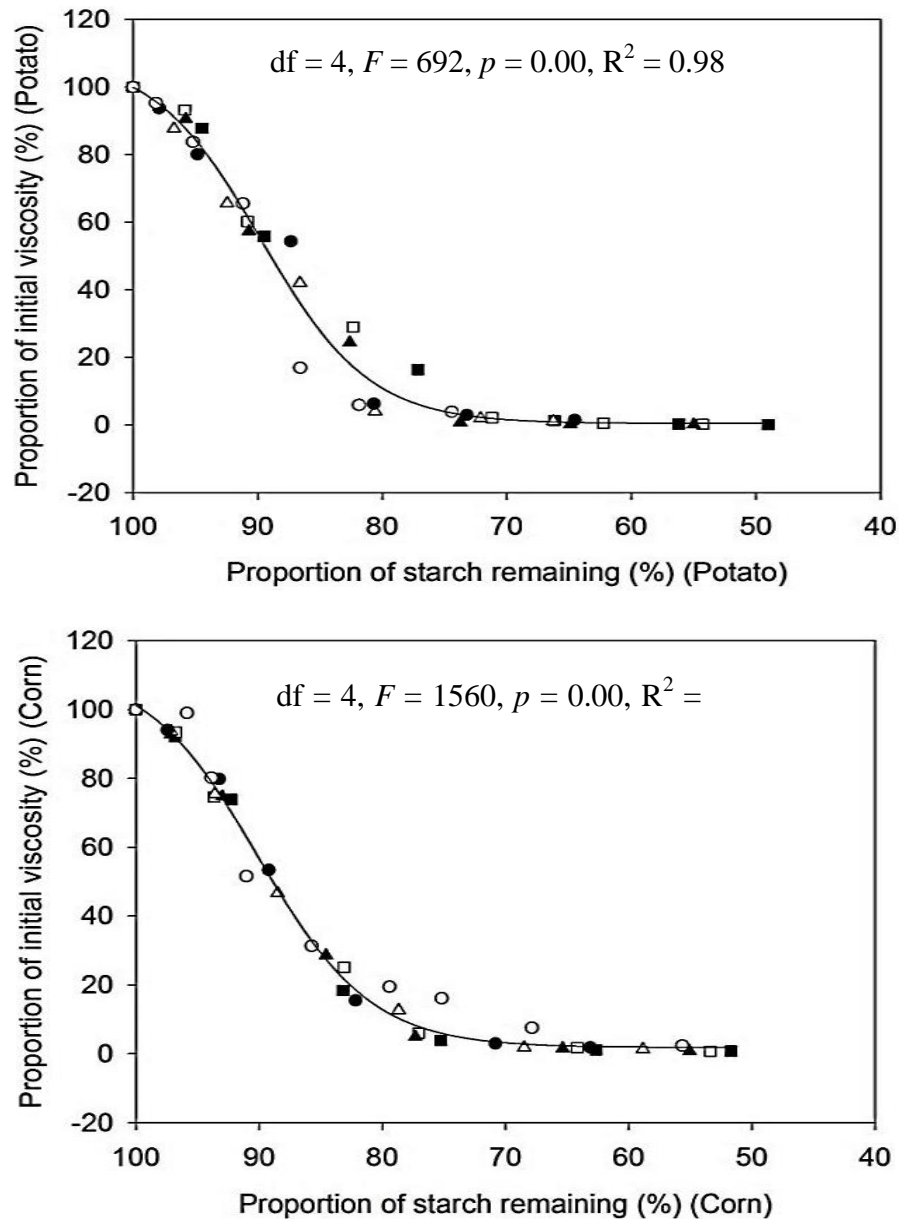 120
100
80
60
40
20
0
-20
Proportion of initial viscosity (%) (Potato)
df = 4, F = 692, p = 0.00, R² = 0.98
100 90 80 70 60 50 40
Proportion of starch remaining (%) (Potato)
120
100
80
60
40
20
0
-20
Proportion of initial viscosity (%) (Corn)
df = 4, F = 1560, p = 0.00, R² =
100 90 80 70 60 50 40
Proportion of starch remaining (%) (Corn)